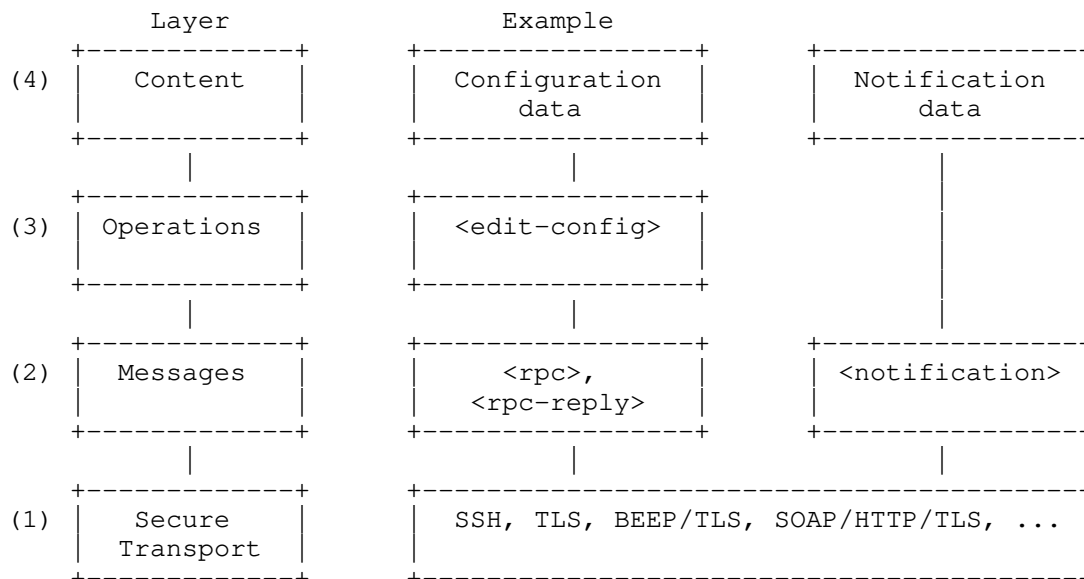 Layer Example
(4) Content Configuration Notification
data data
(3) Operations <edit-config>
(2) Messages <rpc>, <notification>
<rpc-reply>
(1) Secure SSH, TLS, BEEP/TLS, SOAP/HTTP/TLS, ...
Transport